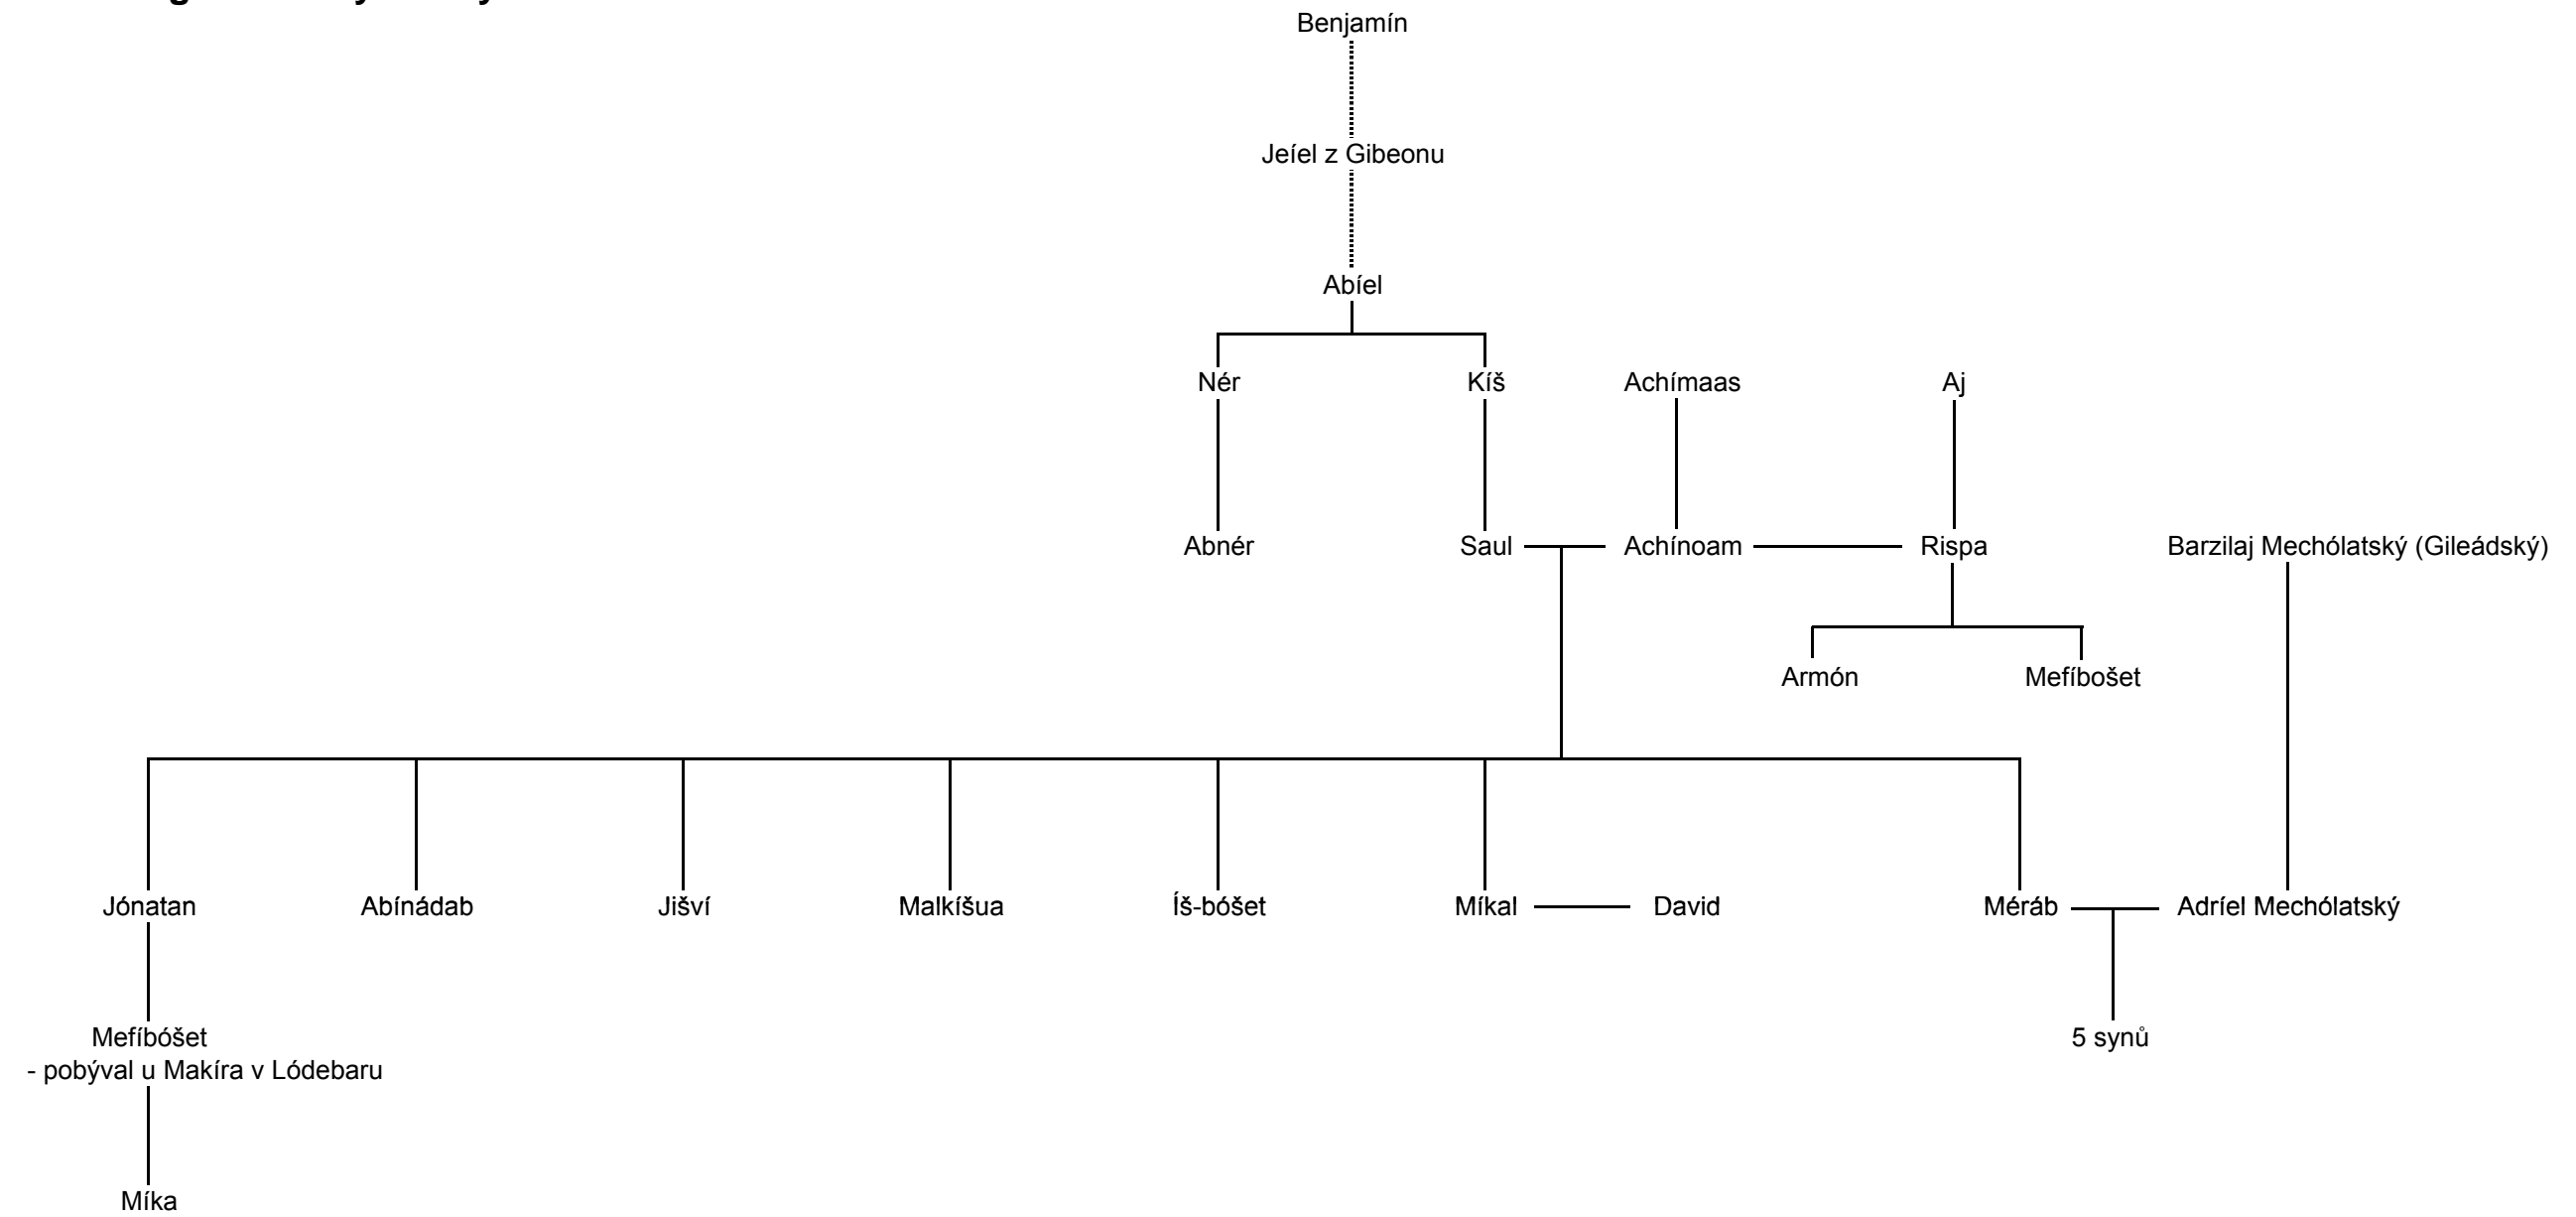 Benjamín
Jeíel z Gibeonu
Abíel
Nér
Kíš
Achímaas
Aj
Abnér
Saul
Achínoam
Rispa
Barzilaj Mechólatský (Gileádský)
Armón
Mefíbošet
Jónatan
Abínádab
Jišví
Malkíšua
Íš-bóšet
Míkal
David
Méráb
Adríel Mechólatský
Mefíbóšet
- pobýval u Makíra v Lódebaru
5 synů
Míka